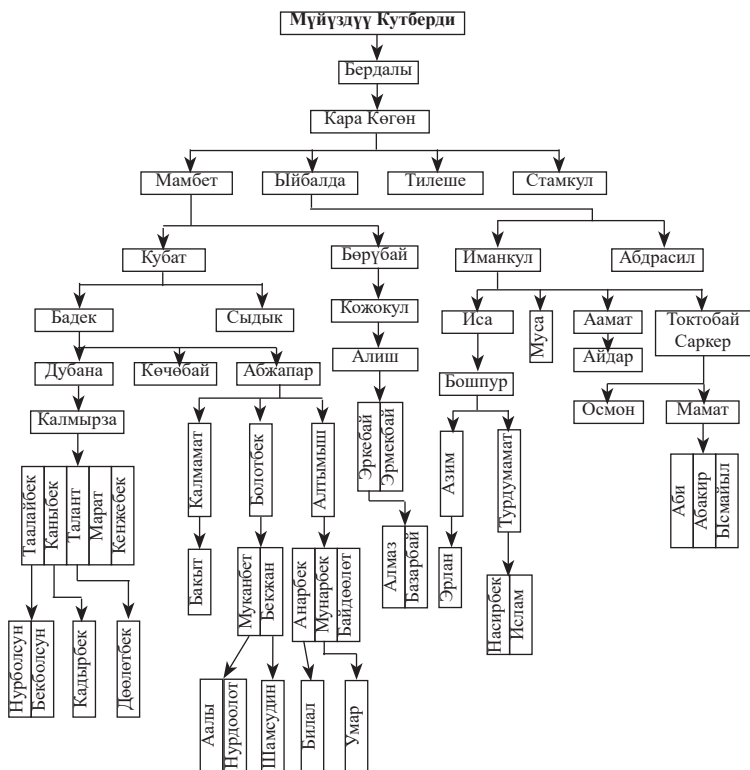 Мүйүздүү Кутберди
Бердалы
Кара Көгөн
Мамбет
Ыйбалда
Тилеше
Стамкул
Кубат
Бөрүбай
Иманкул
Абдрасил
Бадек
Сыдык
Кожокул
Иса
Муса
Аамат
Токтобай
Саркер
Айдар
Дубана
Көчөбай
Абжапар
Алиш
Бошпур
Осмон
Мамат
Калмырза
Калмамат
Болотбек
Алтымыш
Эркебай
Эрмекбай
Азим
Турдумамат
Аби
Абакир
Ысмайыл
Таалайбек
Каныбек
Талант
Марат
Кенжебек
Бакыт
Муканбет
Бекжан
Анарбек
Мунарбек
Байдөөлөт
Алмаз
Базарбай
Эрлан
Насирбек
Ислам
Нурболсун
Бекболсун
Кадырбек
Дөөлөтбек
Аалы
Нурдоолот
Шамсудин
Билал
Умар